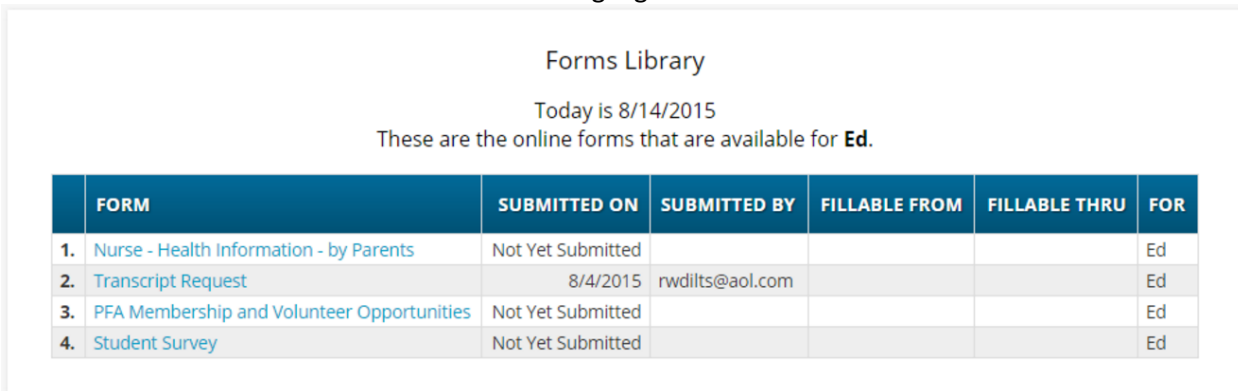 Forms Library
Today is 8/14/2015
These are the online forms that are available for Ed.
FORM SUBMITTED ON SUBMITTED BY FILLABLE FROM FILLABLE THRU FOR
1. Nurse - Health Information - by Parents Not Yet Submitted Ed
2. Transcript Request 8/4/2015 rwdilts@aol.com Ed
3. PFA Membership and Volunteer Opportunities Not Yet Submitted Ed
4. Student Survey Not Yet Submitted Ed